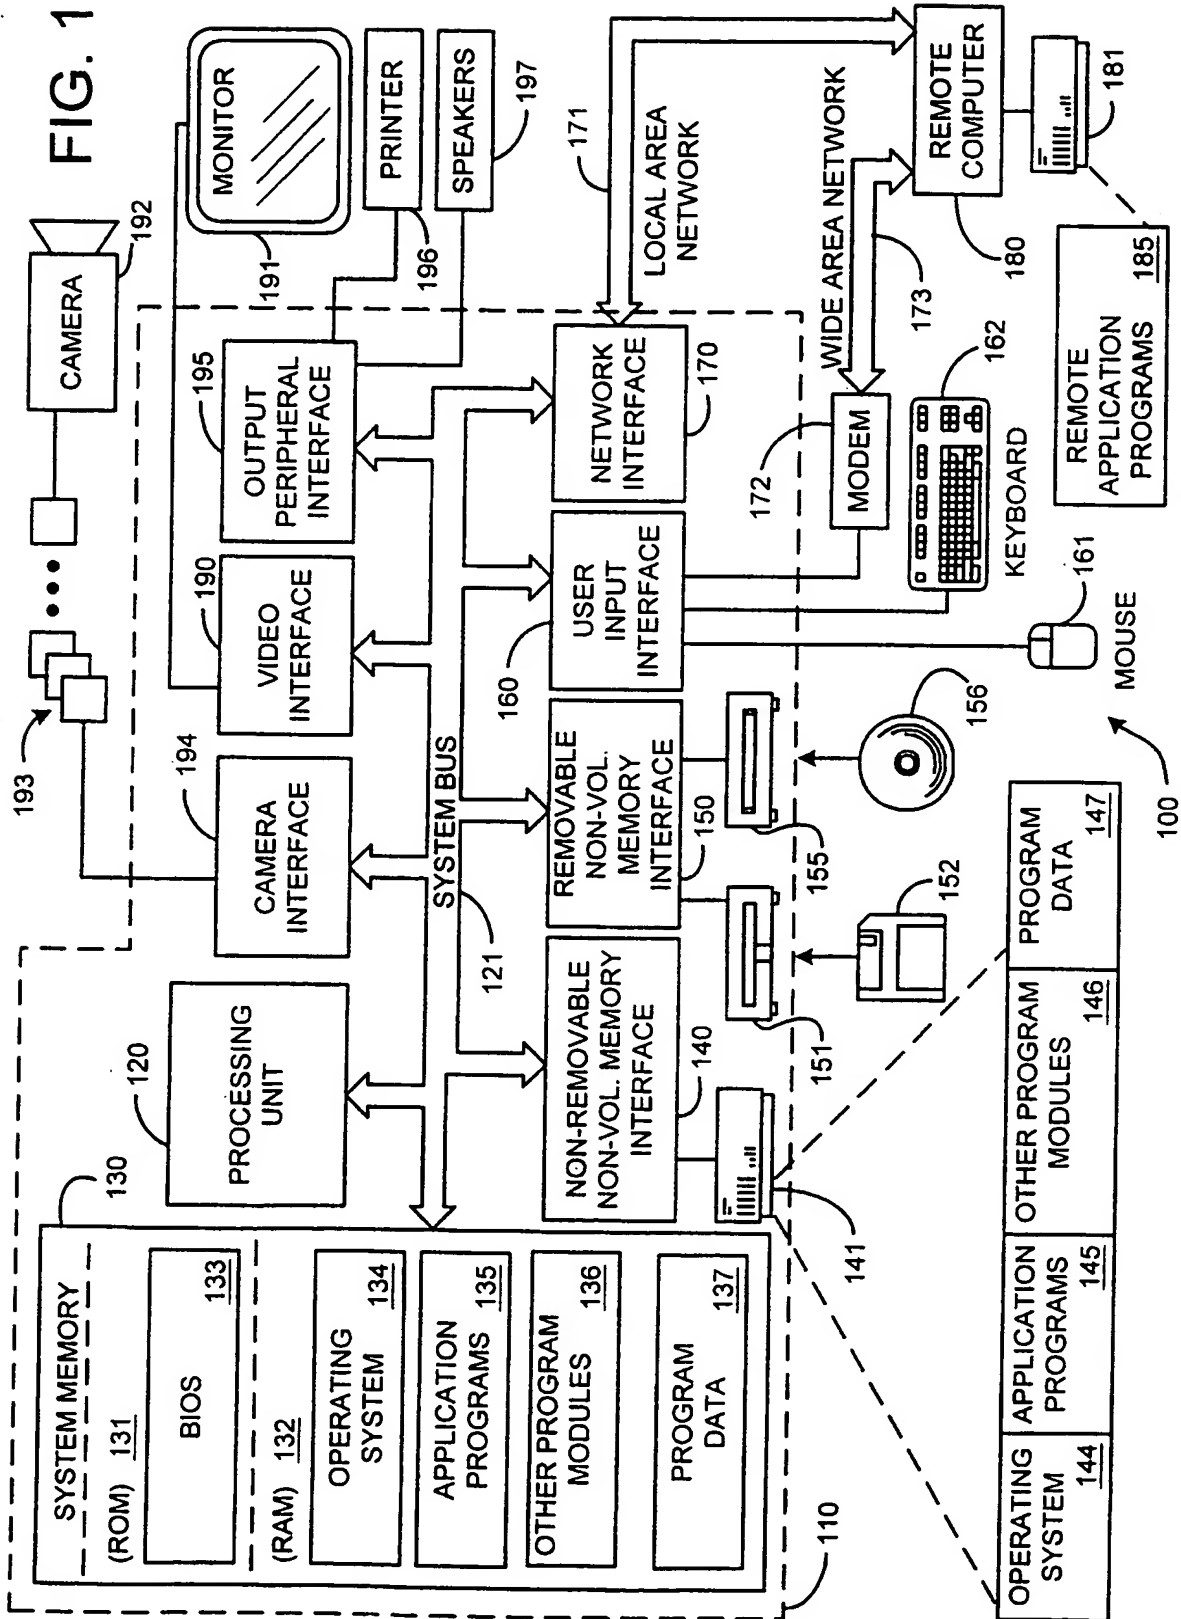 FIG. 1
CAMERA
192
193
MONITOR
191
PRINTER
196
SPEAKERS
197
SYSTEM MEMORY
130
(ROM) 131
BIOS
133
(RAM) 132
OPERATING
SYSTEM
134
APPLICATION
PROGRAMS
135
OTHER PROGRAM
MODULES
136
PROGRAM
DATA
137
PROCESSING
UNIT
120
CAMERA
INTERFACE
194
VIDEO
INTERFACE
190
OUTPUT
PERIPHERAL
INTERFACE
195
SYSTEM BUS
121
NON-REMOVABLE
NON-VOL. MEMORY
INTERFACE
140
REMOVABLE
NON-VOL.
MEMORY
INTERFACE
150
USER
INPUT
INTERFACE
160
NETWORK
INTERFACE
170
171
LOCAL AREA
NETWORK
WIDE AREA NETWORK
173
MODEM
172
REMOTE
COMPUTER
180
181
REMOTE
APPLICATION
PROGRAMS
185
141
151
152
155
156
MOUSE
161
KEYBOARD
162
110
100
OPERATING
SYSTEM
144
APPLICATION
PROGRAMS
145
OTHER PROGRAM
MODULES
146
PROGRAM
DATA
147